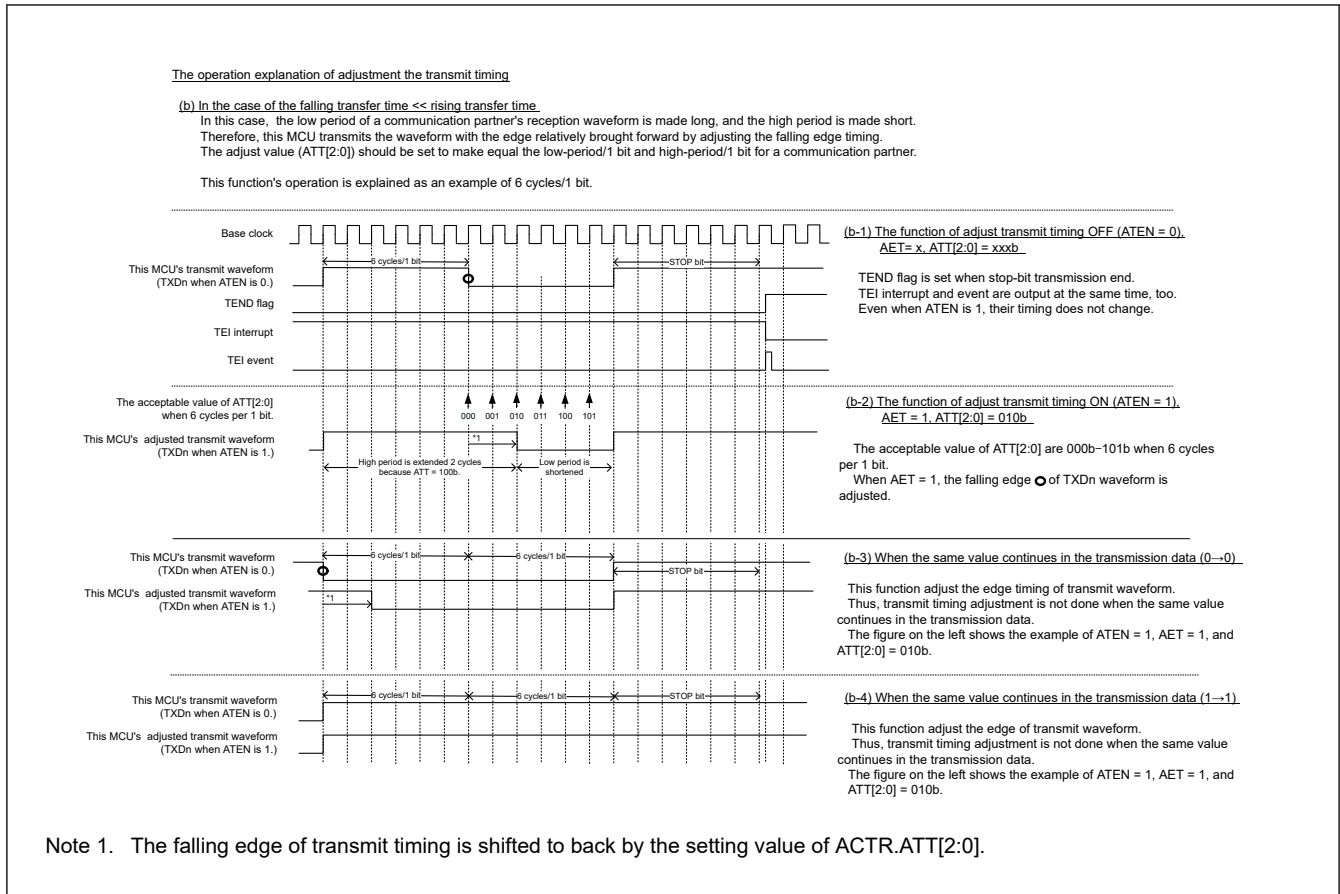 The operation explanation of adjustment the transmit timing
(b) In the case of the falling transfer time << rising transfer time
In this case, the low period of a communication partner's reception waveform is made long, and the high period is made short.
Therefore, this MCU transmits the waveform with the edge relatively brought forward by adjusting the falling edge timing.
The adjust value (ATT[2:0]) should be set to make equal the low-period/1 bit and high-period/1 bit for a communication partner.
This function's operation is explained as an example of 6 cycles/1 bit.
Base clock
This MCU's transmit waveform
(TXDn when ATEN is 0.)
6 cycles/1 bit
STOP bit
TEND flag
TEI interrupt
TEI event
(b-1) The function of adjust transmit timing OFF (ATEN = 0),
AET= x, ATT[2:0] = xxxb
TEND flag is set when stop-bit transmission end.
TEI interrupt and event are output at the same time, too.
Even when ATEN is 1, their timing does not change.
The acceptable value of ATT[2:0]
when 6 cycles per 1 bit.
000 001 010 011 100 101
This MCU's adjusted transmit waveform
(TXDn when ATEN is 1.)
*1
High period is extended 2 cycles
because ATT = 100b.
Low period is
shortened
(b-2) The function of adjust transmit timing ON (ATEN = 1),
AET = 1, ATT[2:0] = 010b
The acceptable value of ATT[2:0] are 000b−101b when 6 cycles
per 1 bit.
When AET = 1, the falling edge of TXDn waveform is
adjusted.
This MCU's transmit waveform
(TXDn when ATEN is 0.)
6 cycles/1 bit
6 cycles/1 bit
STOP bit
This MCU's adjusted transmit waveform
(TXDn when ATEN is 1.)
*1
(b-3) When the same value continues in the transmission data (0→0)
This function adjust the edge timing of transmit waveform.
Thus, transmit timing adjustment is not done when the same value
continues in the transmission data.
The figure on the left shows the example of ATEN = 1, AET = 1, and
ATT[2:0] = 010b.
This MCU's transmit waveform
(TXDn when ATEN is 0.)
6 cycles/1 bit
6 cycles/1 bit
STOP bit
This MCU's adjusted transmit waveform
(TXDn when ATEN is 1.)
(b-4) When the same value continues in the transmission data (1→1)
This function adjust the edge of transmit waveform.
Thus, transmit timing adjustment is not done when the same value
continues in the transmission data.
The figure on the left shows the example of ATEN = 1, AET = 1, and
ATT[2:0] = 010b.
Note 1. The falling edge of transmit timing is shifted to back by the setting value of ACTR.ATT[2:0].